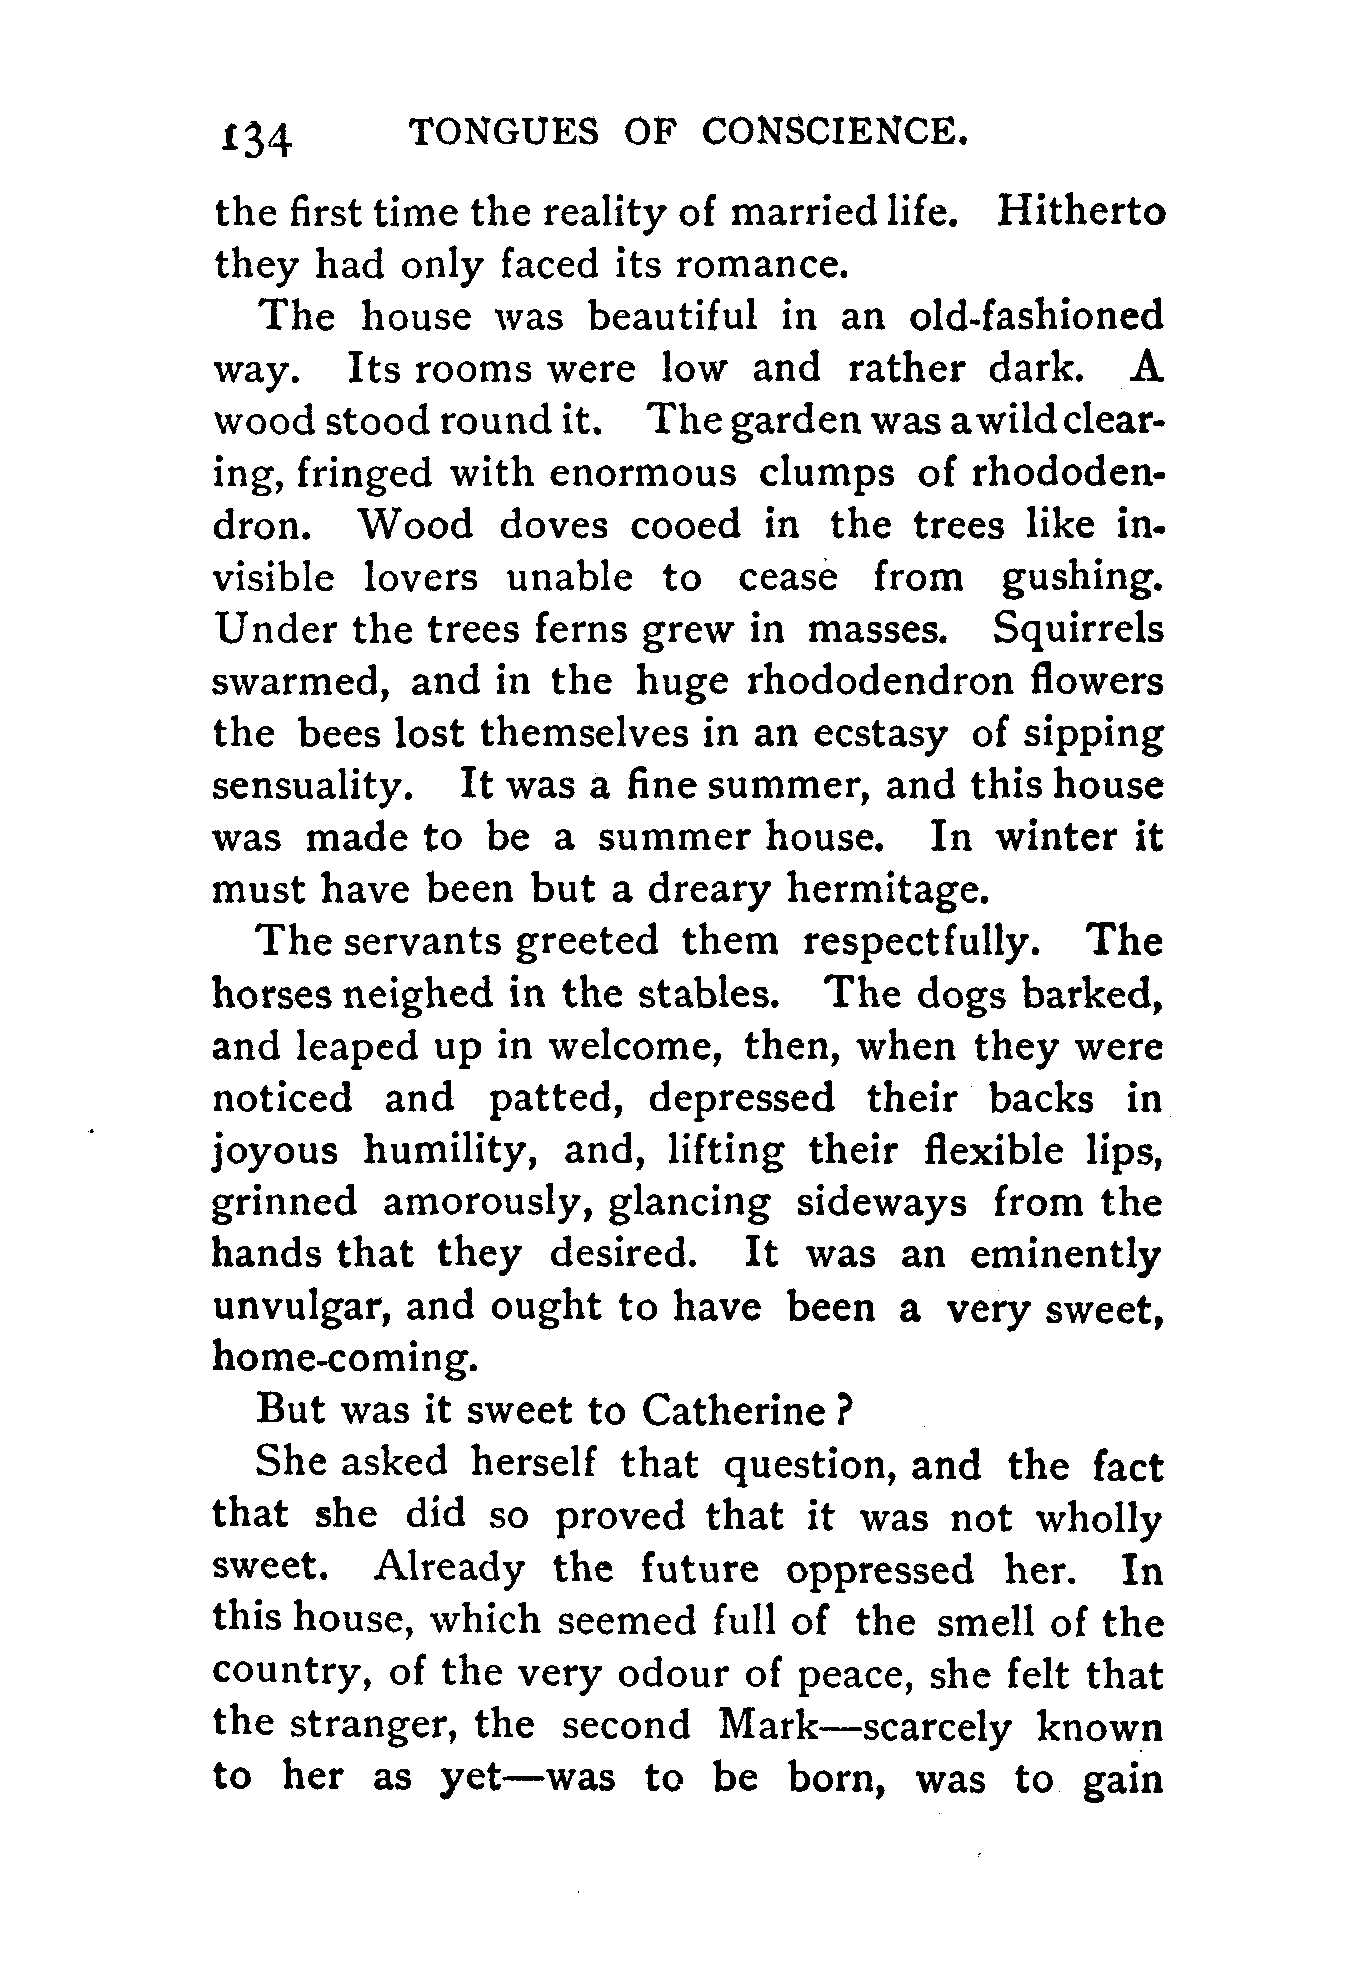 134 TONGUES OF CONSCIENCE.
the first time the reality of married life. Hitherto
they had only faced its romance.
The house was beautiful in an old-fashioned
way. Its rooms were low and rather dark. A
wood stood round it. The garden was a wild clear-
ing, fringed with enormous clumps of rhododen-
dron. Wood doves cooed in the trees like in-
visible lovers unable to cease from gushing.
Under the trees ferns grew in masses. Squirrels
swarmed, and in the huge rhododendron flowers
the bees lost themselves in an ecstasy of sipping
sensuality. It was a fine summer, and this house
was made to be a summer house. In winter it
must have been but a dreary hermitage.
The servants greeted them respectfully. The
horses neighed in the stables. The dogs barked,
and leaped up in welcome, then, when they were
noticed and patted, depressed their backs in
joyous humility, and, lifting their flexible lips,
grinned amorously, glancing sideways from the
hands that they desired. It was an eminently
unvulgar, and ought to have been a very sweet,
home-coming.
But was it sweet to Catherine ?
She asked herself that question, and the fact
that she did so proved that it was not wholly
sweet. Already the future oppressed her. In
this house, which seemed full of the smell of the
country, of the very odour of peace, she felt that
the stranger, the second Mark—scarcely known
to her as yet—was to be born, was to gain